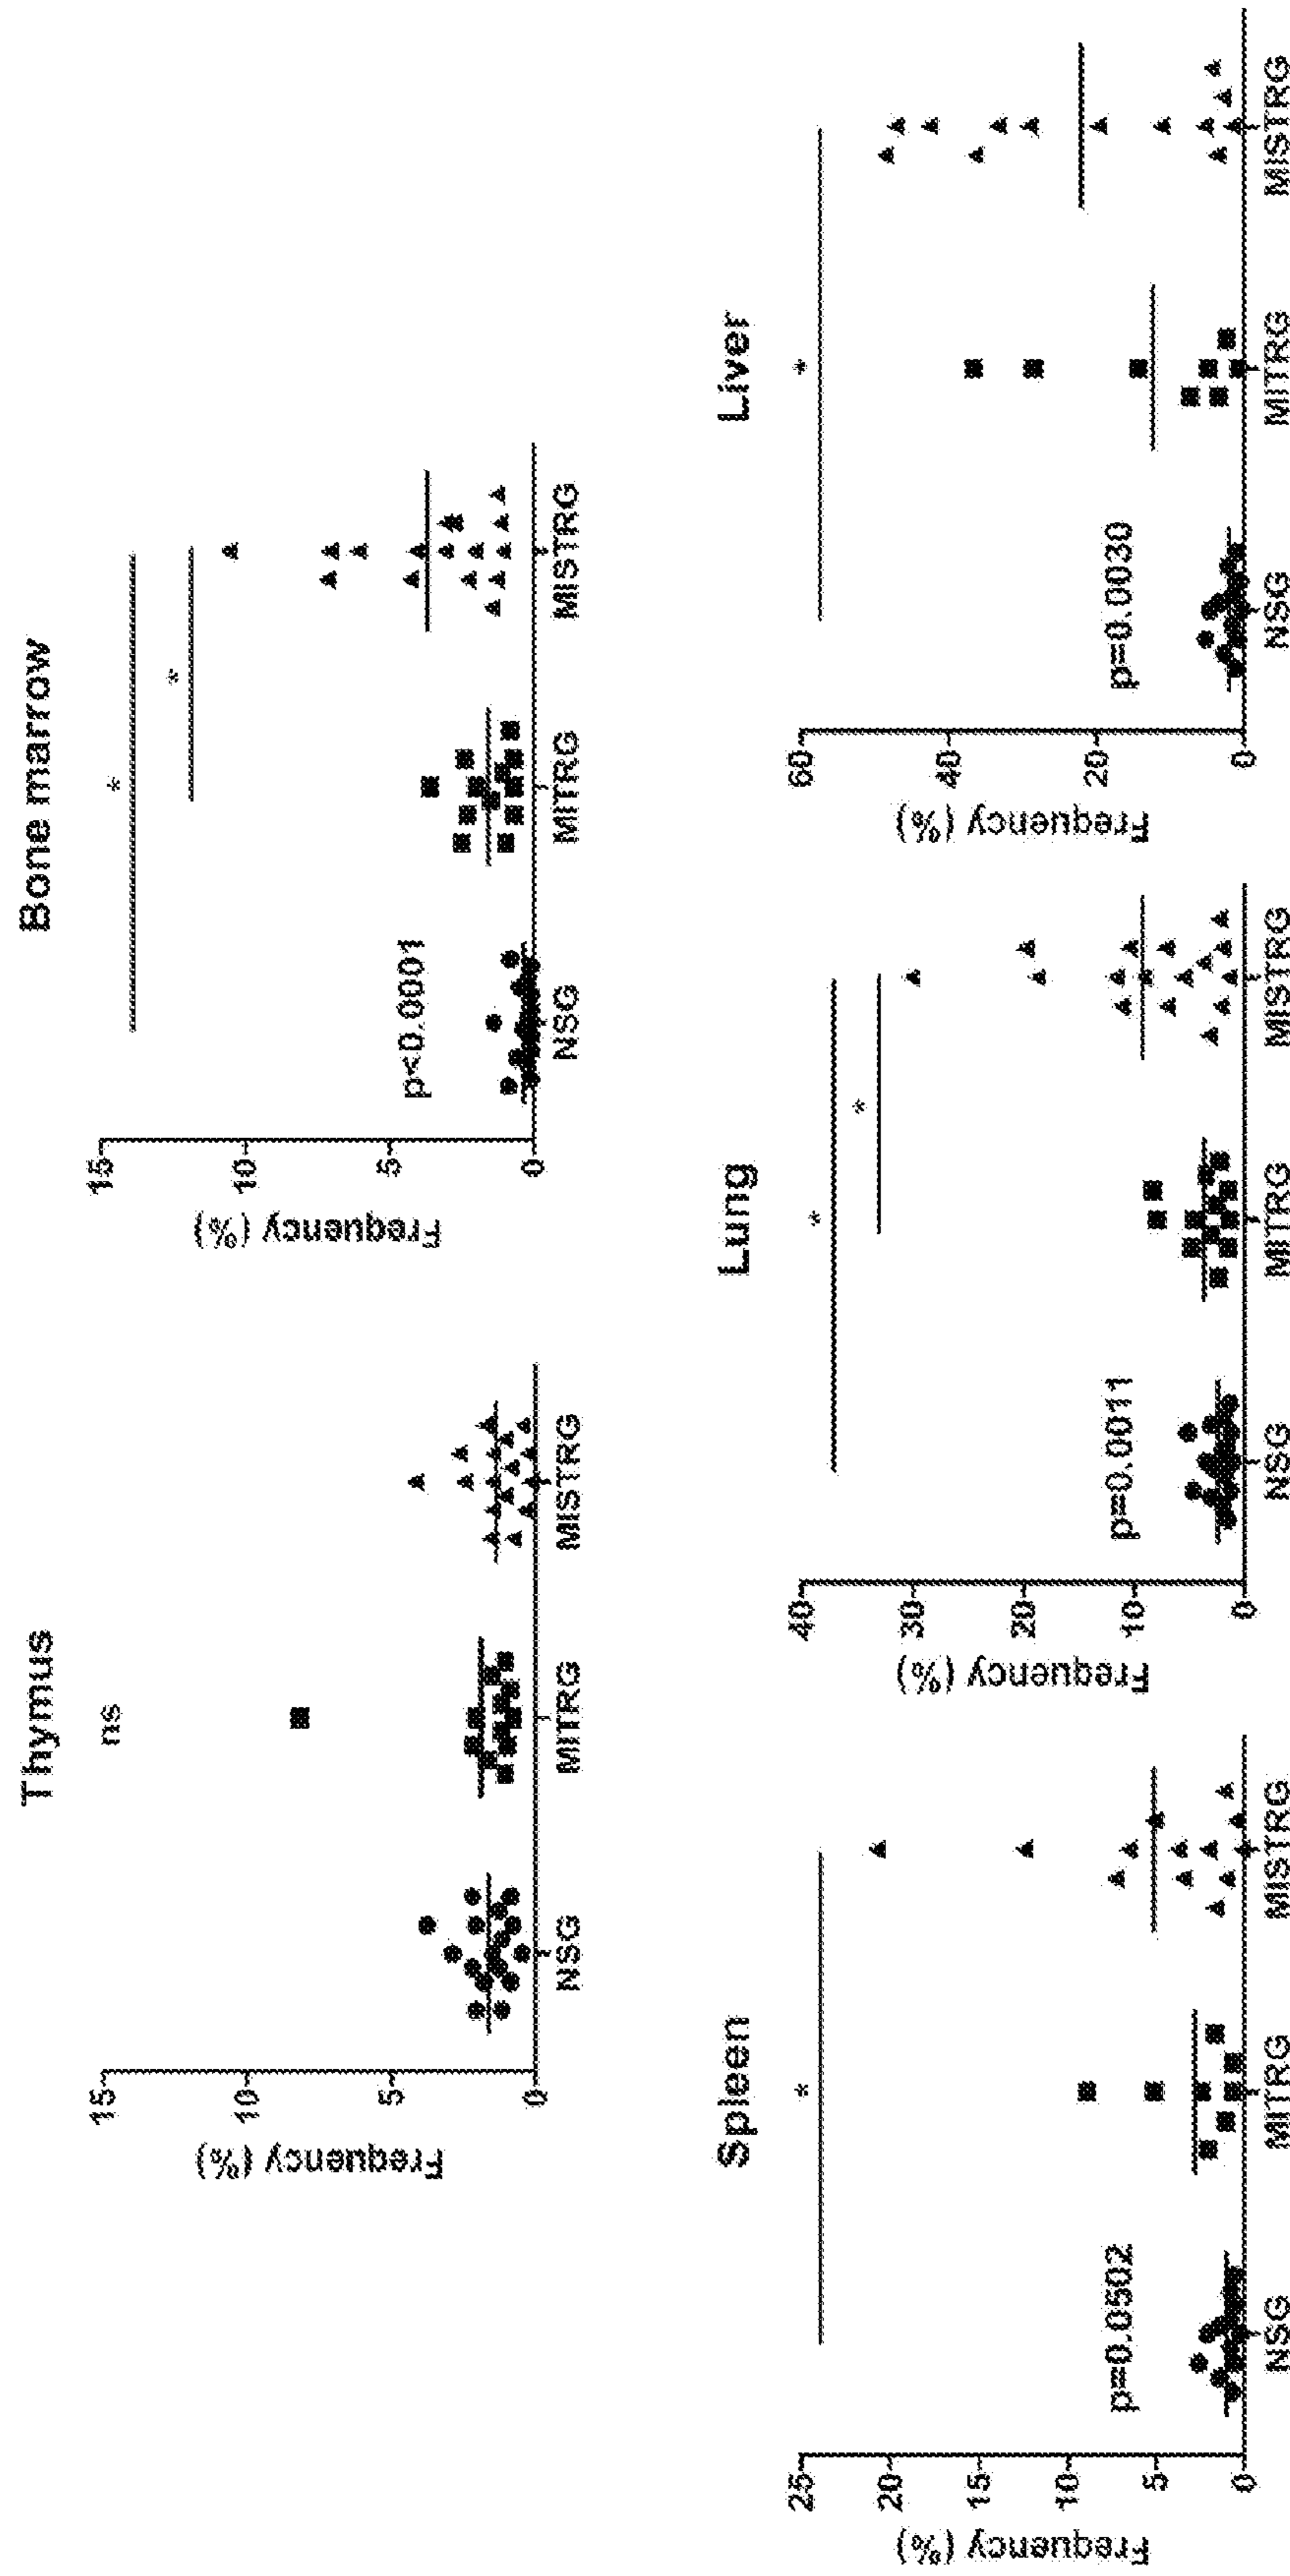 Thymus
ns
Frequency (%)
15
10
5
0
NSG MITRG MISTRG
Bone marrow
*
*
p<0.0001
Frequency (%)
15
10
5
0
NSG MITRG MISTRG
Spleen
*
p=0.0502
Frequency (%)
25
20
15
10
5
0
NSG MITRG MISTRG
Lung
*
*
p=0.0011
Frequency (%)
40
30
20
10
0
NSG MITRG MISTRG
Liver
*
p=0.0030
Frequency (%)
60
40
20
0
NSG MITRG MISTRG